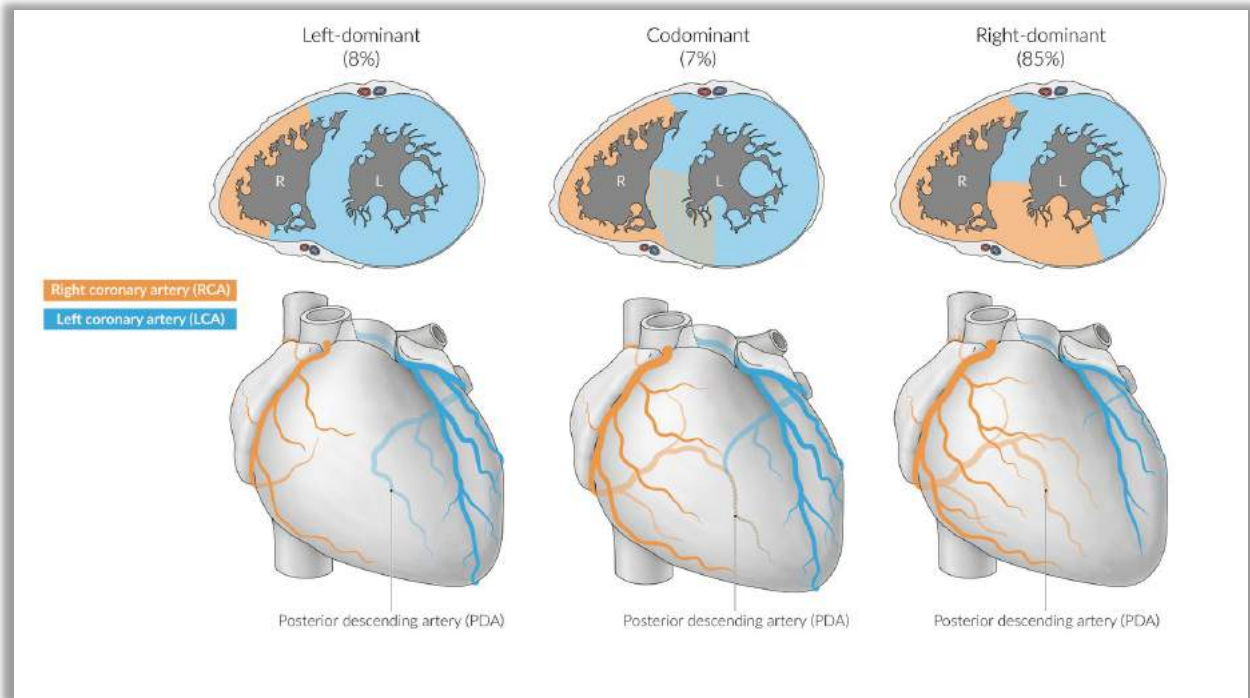 Left-dominant
(8%)
Codominant
(7%)
Right-dominant
(85%)
R
L
R
L
R
L
Right coronary artery (RCA)
Left coronary artery (LCA)
Posterior descending artery (PDA)
Posterior descending artery (PDA)
Posterior descending artery (PDA)